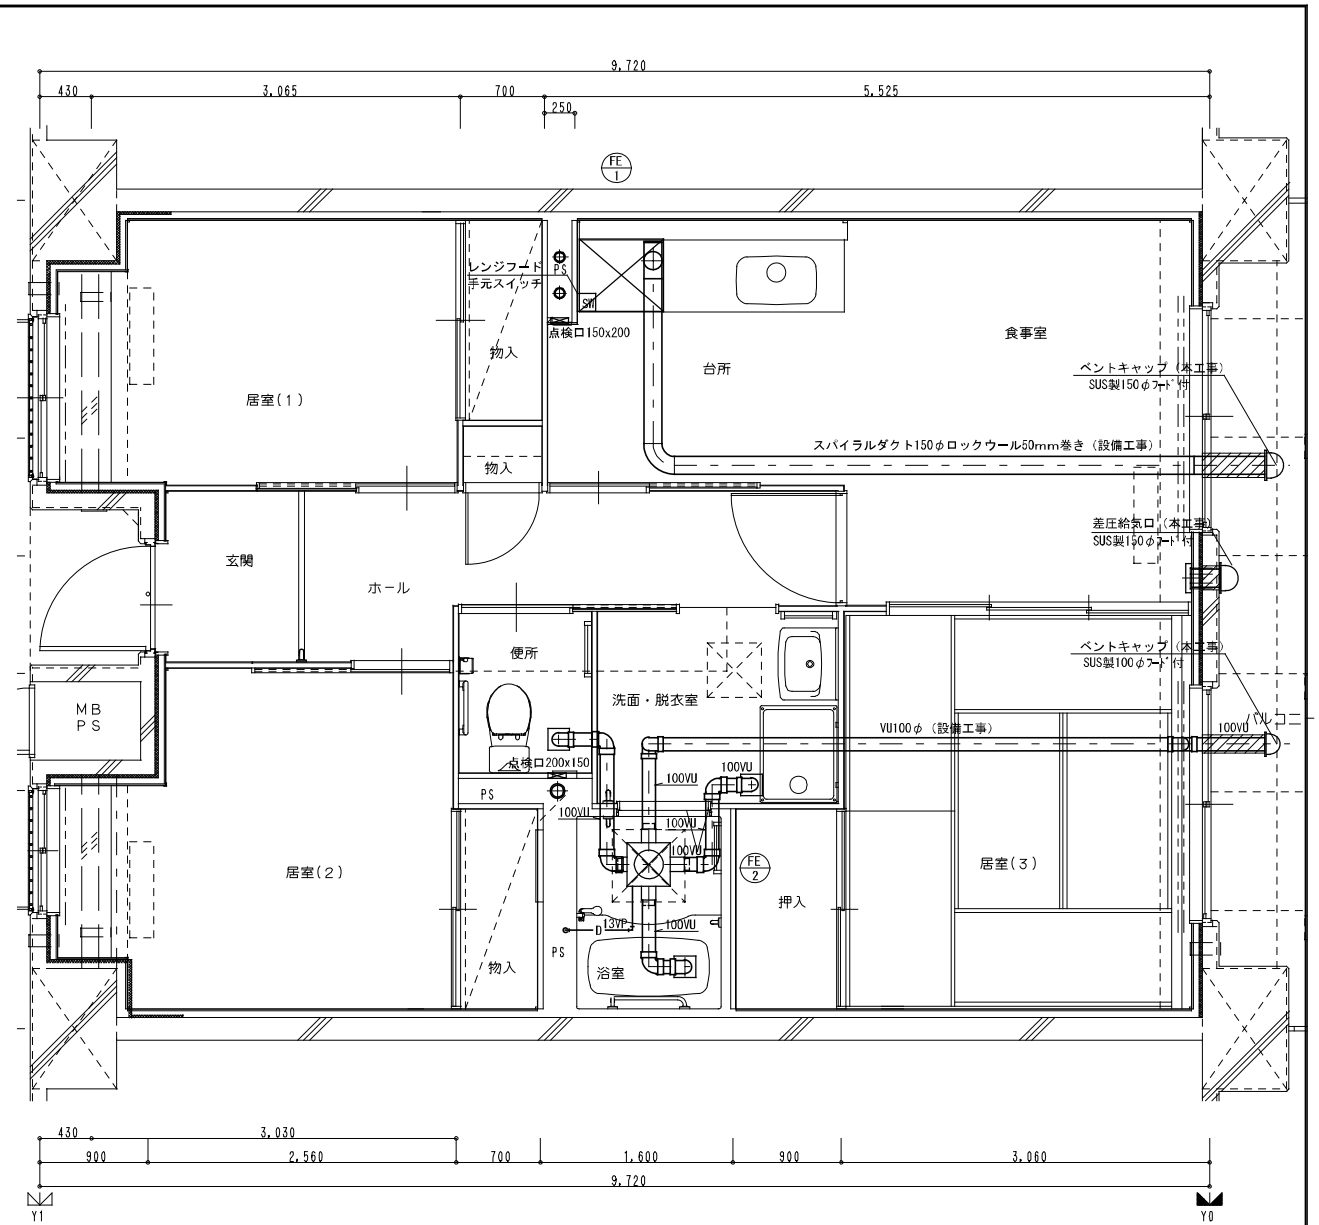 9,720
430
3,065
700
5,525
250
FE
1
レンジフード
手元スイッチ
PS
SW
点検口150x200
物入
台所
食事室
ベントキャップ (本工事)
SUS製150φフード付
居室(1)
スパイラルダクト150φロックウール50mm巻き (設備工事)
物入
差圧給気口 (本工事)
SUS製150φフード付
玄関
ホール
便所
ベントキャップ (本工事)
SUS製100φフード付
洗面・脱衣室
MB
PS
VU100φ (設備工事)
100VU
バルコニー
点検口200x150
100VU
100VU
PS
100VU
100VU
100VU
FE
2
居室(2)
居室(3)
押入
D
13VP
100VU
PS
物入
浴室
430
3,030
900
2,560
700
1,600
900
3,060
9,720
Y1
Y0